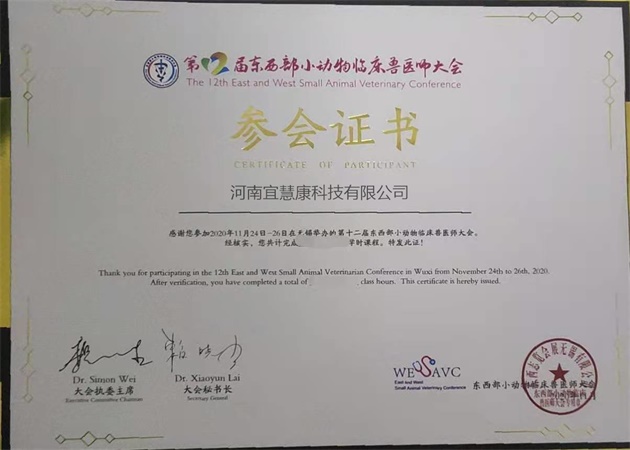 第12届东西部小动物临床兽医师大会
The 12th East and West Small Animal Veterinary Conference
参会证书
CERTIFICATE OF PARTICIPANT
河南宜慧康科技有限公司
感谢您参加2020年11月24日-26日在无锡举办的第十二届东西部小动物临床兽医师大会。
经核实，您共计完成 学时课程，特发此证！
Thank you for participating in the 12th East and West Small Animal Veterinarian Conference in Wuxi from November 24th to 26th, 2020.
After verification, you have completed a total of class hours. This certificate is hereby issued.
Dr. Simon Wei
大会执委主席
Executive Committee Chairman
Dr. Xiaoyun Lai
大会秘书长
Secretary General
WESAVC
East and West
Small Animal Veterinary Conference
东西部小动物临床兽医师大会